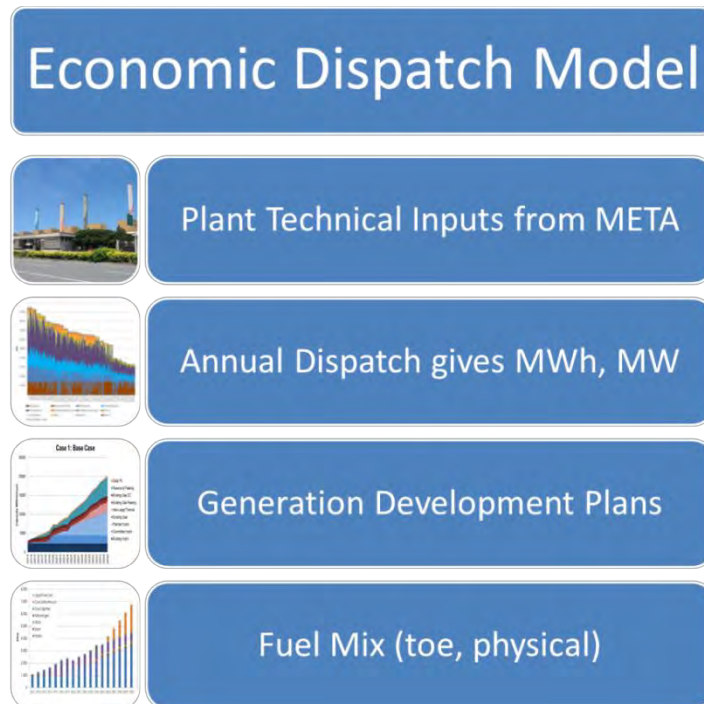 Economic Dispatch Model
Plant Technical Inputs from META
Annual Dispatch gives MWh, MW
Case 1: Base Case
Generation Development Plans
Fuel Mix (toe, physical)